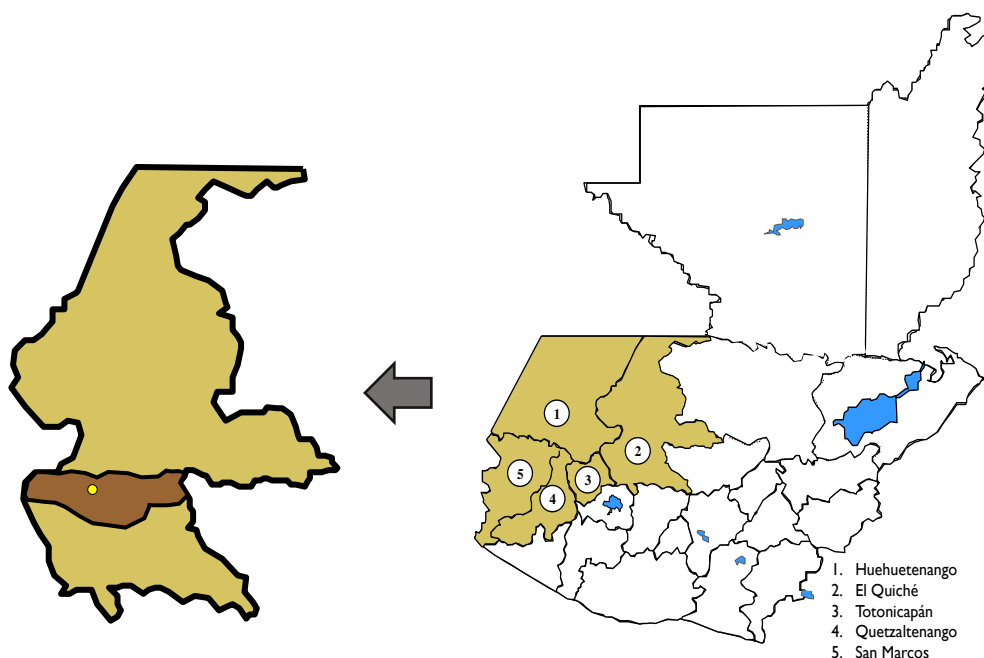 1
2
3
4
5
1. Huehuetenango
2. El Quiché
3. Totonicapán
4. Quetzaltenango
5. San Marcos